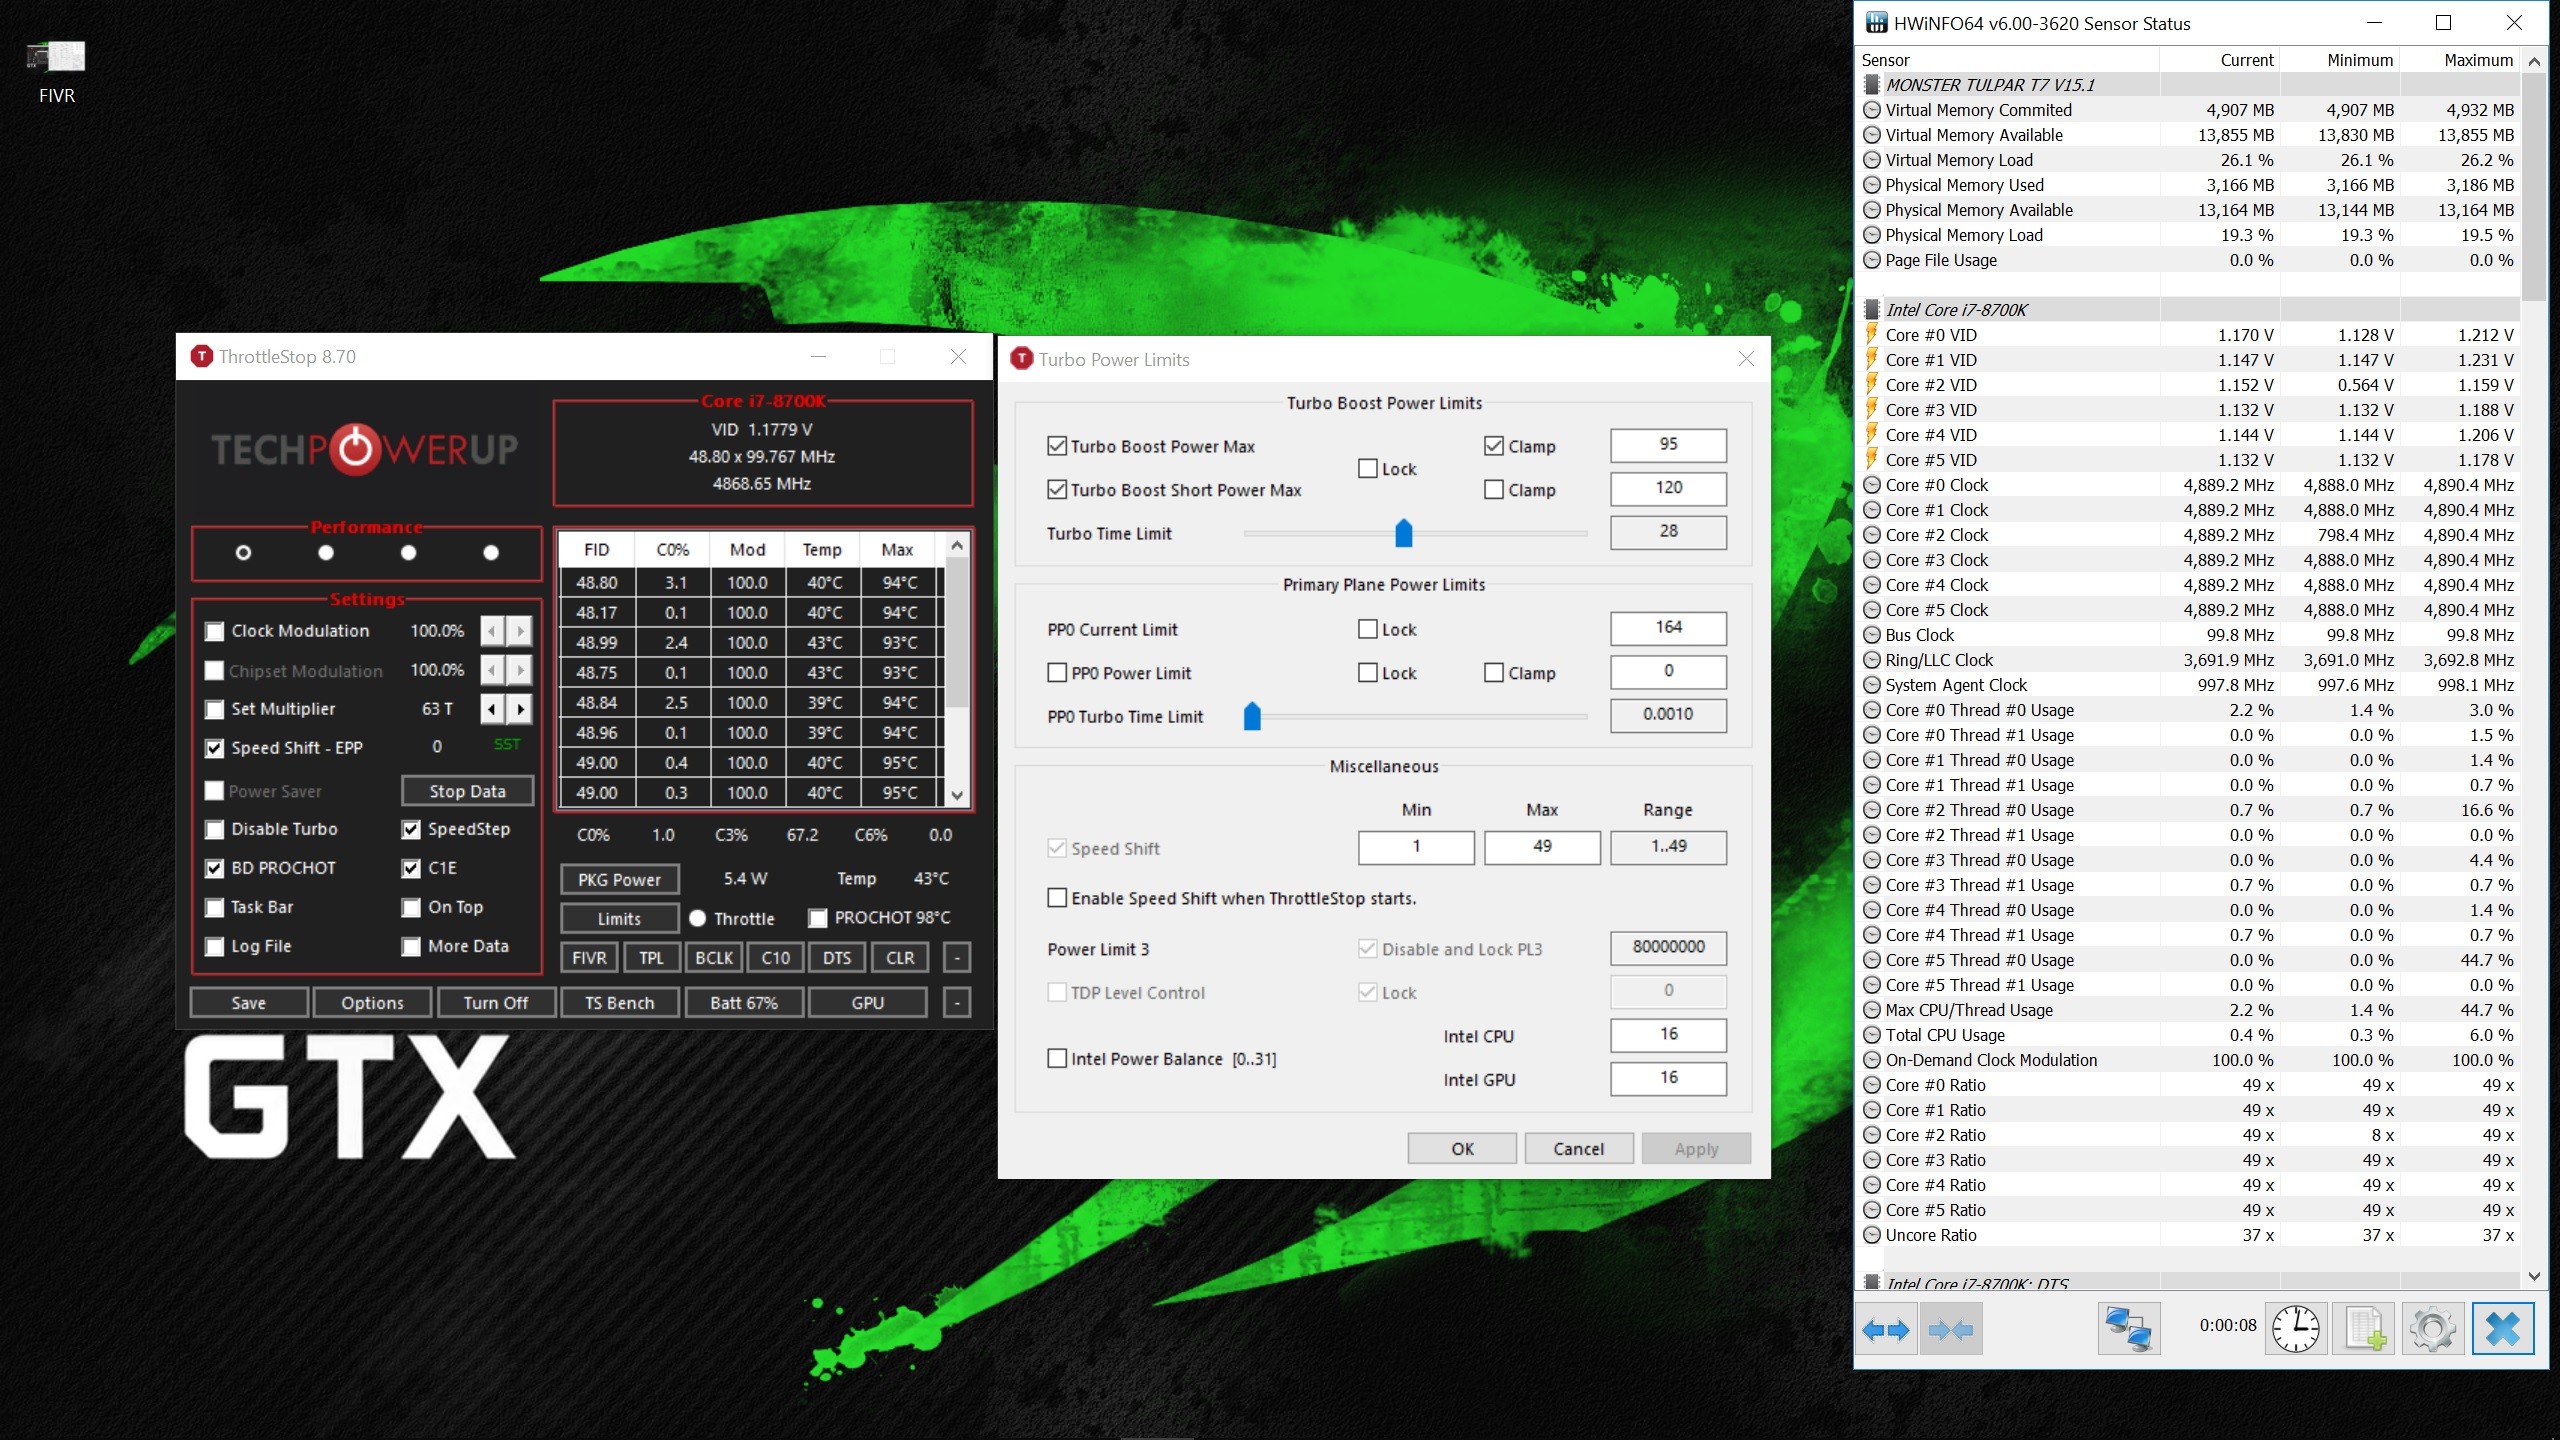 FIVR
ThrottleStop 8.70
TECHPOWERUP
Core i7-8700K
VID 1.1779 V
48.80 x 99.767 MHz
4868.65 MHz
Performance
Settings
Clock Modulation 100.0%
Chipset Modulation 100.0%
Set Multiplier 63 T
Speed Shift - EPP 0 SST
Power Saver Stop Data
Disable Turbo SpeedStep
BD PROCHOT C1E
Task Bar On Top
Log File More Data
FID C0% Mod Temp Max
48.80 3.1 100.0 40°C 94°C
48.17 0.1 100.0 40°C 94°C
48.99 2.4 100.0 43°C 93°C
48.75 0.1 100.0 43°C 93°C
48.84 2.5 100.0 39°C 94°C
48.96 0.1 100.0 39°C 94°C
49.00 0.4 100.0 40°C 95°C
49.00 0.3 100.0 40°C 95°C
C0% 1.0 C3% 67.2 C6% 0.0
PKG Power 5.4 W Temp 43°C
Limits Throttle PROCHOT 98°C
FIVR TPL BCLK C10 DTS CLR -
Save Options Turn Off TS Bench Batt 67% GPU -
GTX
Turbo Power Limits
Turbo Boost Power Limits
Turbo Boost Power Max Clamp 95
Lock
Turbo Boost Short Power Max Clamp 120
Turbo Time Limit 28
Primary Plane Power Limits
PP0 Current Limit Lock 164
PP0 Power Limit Lock Clamp 0
PP0 Turbo Time Limit 0.0010
Miscellaneous
Min Max Range
Speed Shift 1 49 1..49
Enable Speed Shift when ThrottleStop starts.
Power Limit 3 Disable and Lock PL3 80000000
TDP Level Control Lock 0
Intel CPU 16
Intel Power Balance [0..31]
Intel GPU 16
OK Cancel Apply
HWiNFO64 v6.00-3620 Sensor Status
Sensor Current Minimum Maximum
MONSTER TULPAR T7 V15.1
Virtual Memory Commited 4,907 MB 4,907 MB 4,932 MB
Virtual Memory Available 13,855 MB 13,830 MB 13,855 MB
Virtual Memory Load 26.1 % 26.1 % 26.2 %
Physical Memory Used 3,166 MB 3,166 MB 3,186 MB
Physical Memory Available 13,164 MB 13,144 MB 13,164 MB
Physical Memory Load 19.3 % 19.3 % 19.5 %
Page File Usage 0.0 % 0.0 % 0.0 %
Intel Core i7-8700K
Core #0 VID 1.170 V 1.128 V 1.212 V
Core #1 VID 1.147 V 1.147 V 1.231 V
Core #2 VID 1.152 V 0.564 V 1.159 V
Core #3 VID 1.132 V 1.132 V 1.188 V
Core #4 VID 1.144 V 1.144 V 1.206 V
Core #5 VID 1.132 V 1.132 V 1.178 V
Core #0 Clock 4,889.2 MHz 4,888.0 MHz 4,890.4 MHz
Core #1 Clock 4,889.2 MHz 4,888.0 MHz 4,890.4 MHz
Core #2 Clock 4,889.2 MHz 798.4 MHz 4,890.4 MHz
Core #3 Clock 4,889.2 MHz 4,888.0 MHz 4,890.4 MHz
Core #4 Clock 4,889.2 MHz 4,888.0 MHz 4,890.4 MHz
Core #5 Clock 4,889.2 MHz 4,888.0 MHz 4,890.4 MHz
Bus Clock 99.8 MHz 99.8 MHz 99.8 MHz
Ring/LLC Clock 3,691.9 MHz 3,691.0 MHz 3,692.8 MHz
System Agent Clock 997.8 MHz 997.6 MHz 998.1 MHz
Core #0 Thread #0 Usage 2.2 % 1.4 % 3.0 %
Core #0 Thread #1 Usage 0.0 % 0.0 % 1.5 %
Core #1 Thread #0 Usage 0.0 % 0.0 % 1.4 %
Core #1 Thread #1 Usage 0.0 % 0.0 % 0.7 %
Core #2 Thread #0 Usage 0.7 % 0.7 % 16.6 %
Core #2 Thread #1 Usage 0.0 % 0.0 % 0.0 %
Core #3 Thread #0 Usage 0.0 % 0.0 % 4.4 %
Core #3 Thread #1 Usage 0.7 % 0.0 % 0.7 %
Core #4 Thread #0 Usage 0.0 % 0.0 % 1.4 %
Core #4 Thread #1 Usage 0.7 % 0.0 % 0.7 %
Core #5 Thread #0 Usage 0.0 % 0.0 % 44.7 %
Core #5 Thread #1 Usage 0.0 % 0.0 % 0.0 %
Max CPU/Thread Usage 2.2 % 1.4 % 44.7 %
Total CPU Usage 0.4 % 0.3 % 6.0 %
On-Demand Clock Modulation 100.0 % 100.0 % 100.0 %
Core #0 Ratio 49 x 49 x 49 x
Core #1 Ratio 49 x 49 x 49 x
Core #2 Ratio 49 x 8 x 49 x
Core #3 Ratio 49 x 49 x 49 x
Core #4 Ratio 49 x 49 x 49 x
Core #5 Ratio 49 x 49 x 49 x
Uncore Ratio 37 x 37 x 37 x
Intel Core i7-8700K: DTS
0:00:08